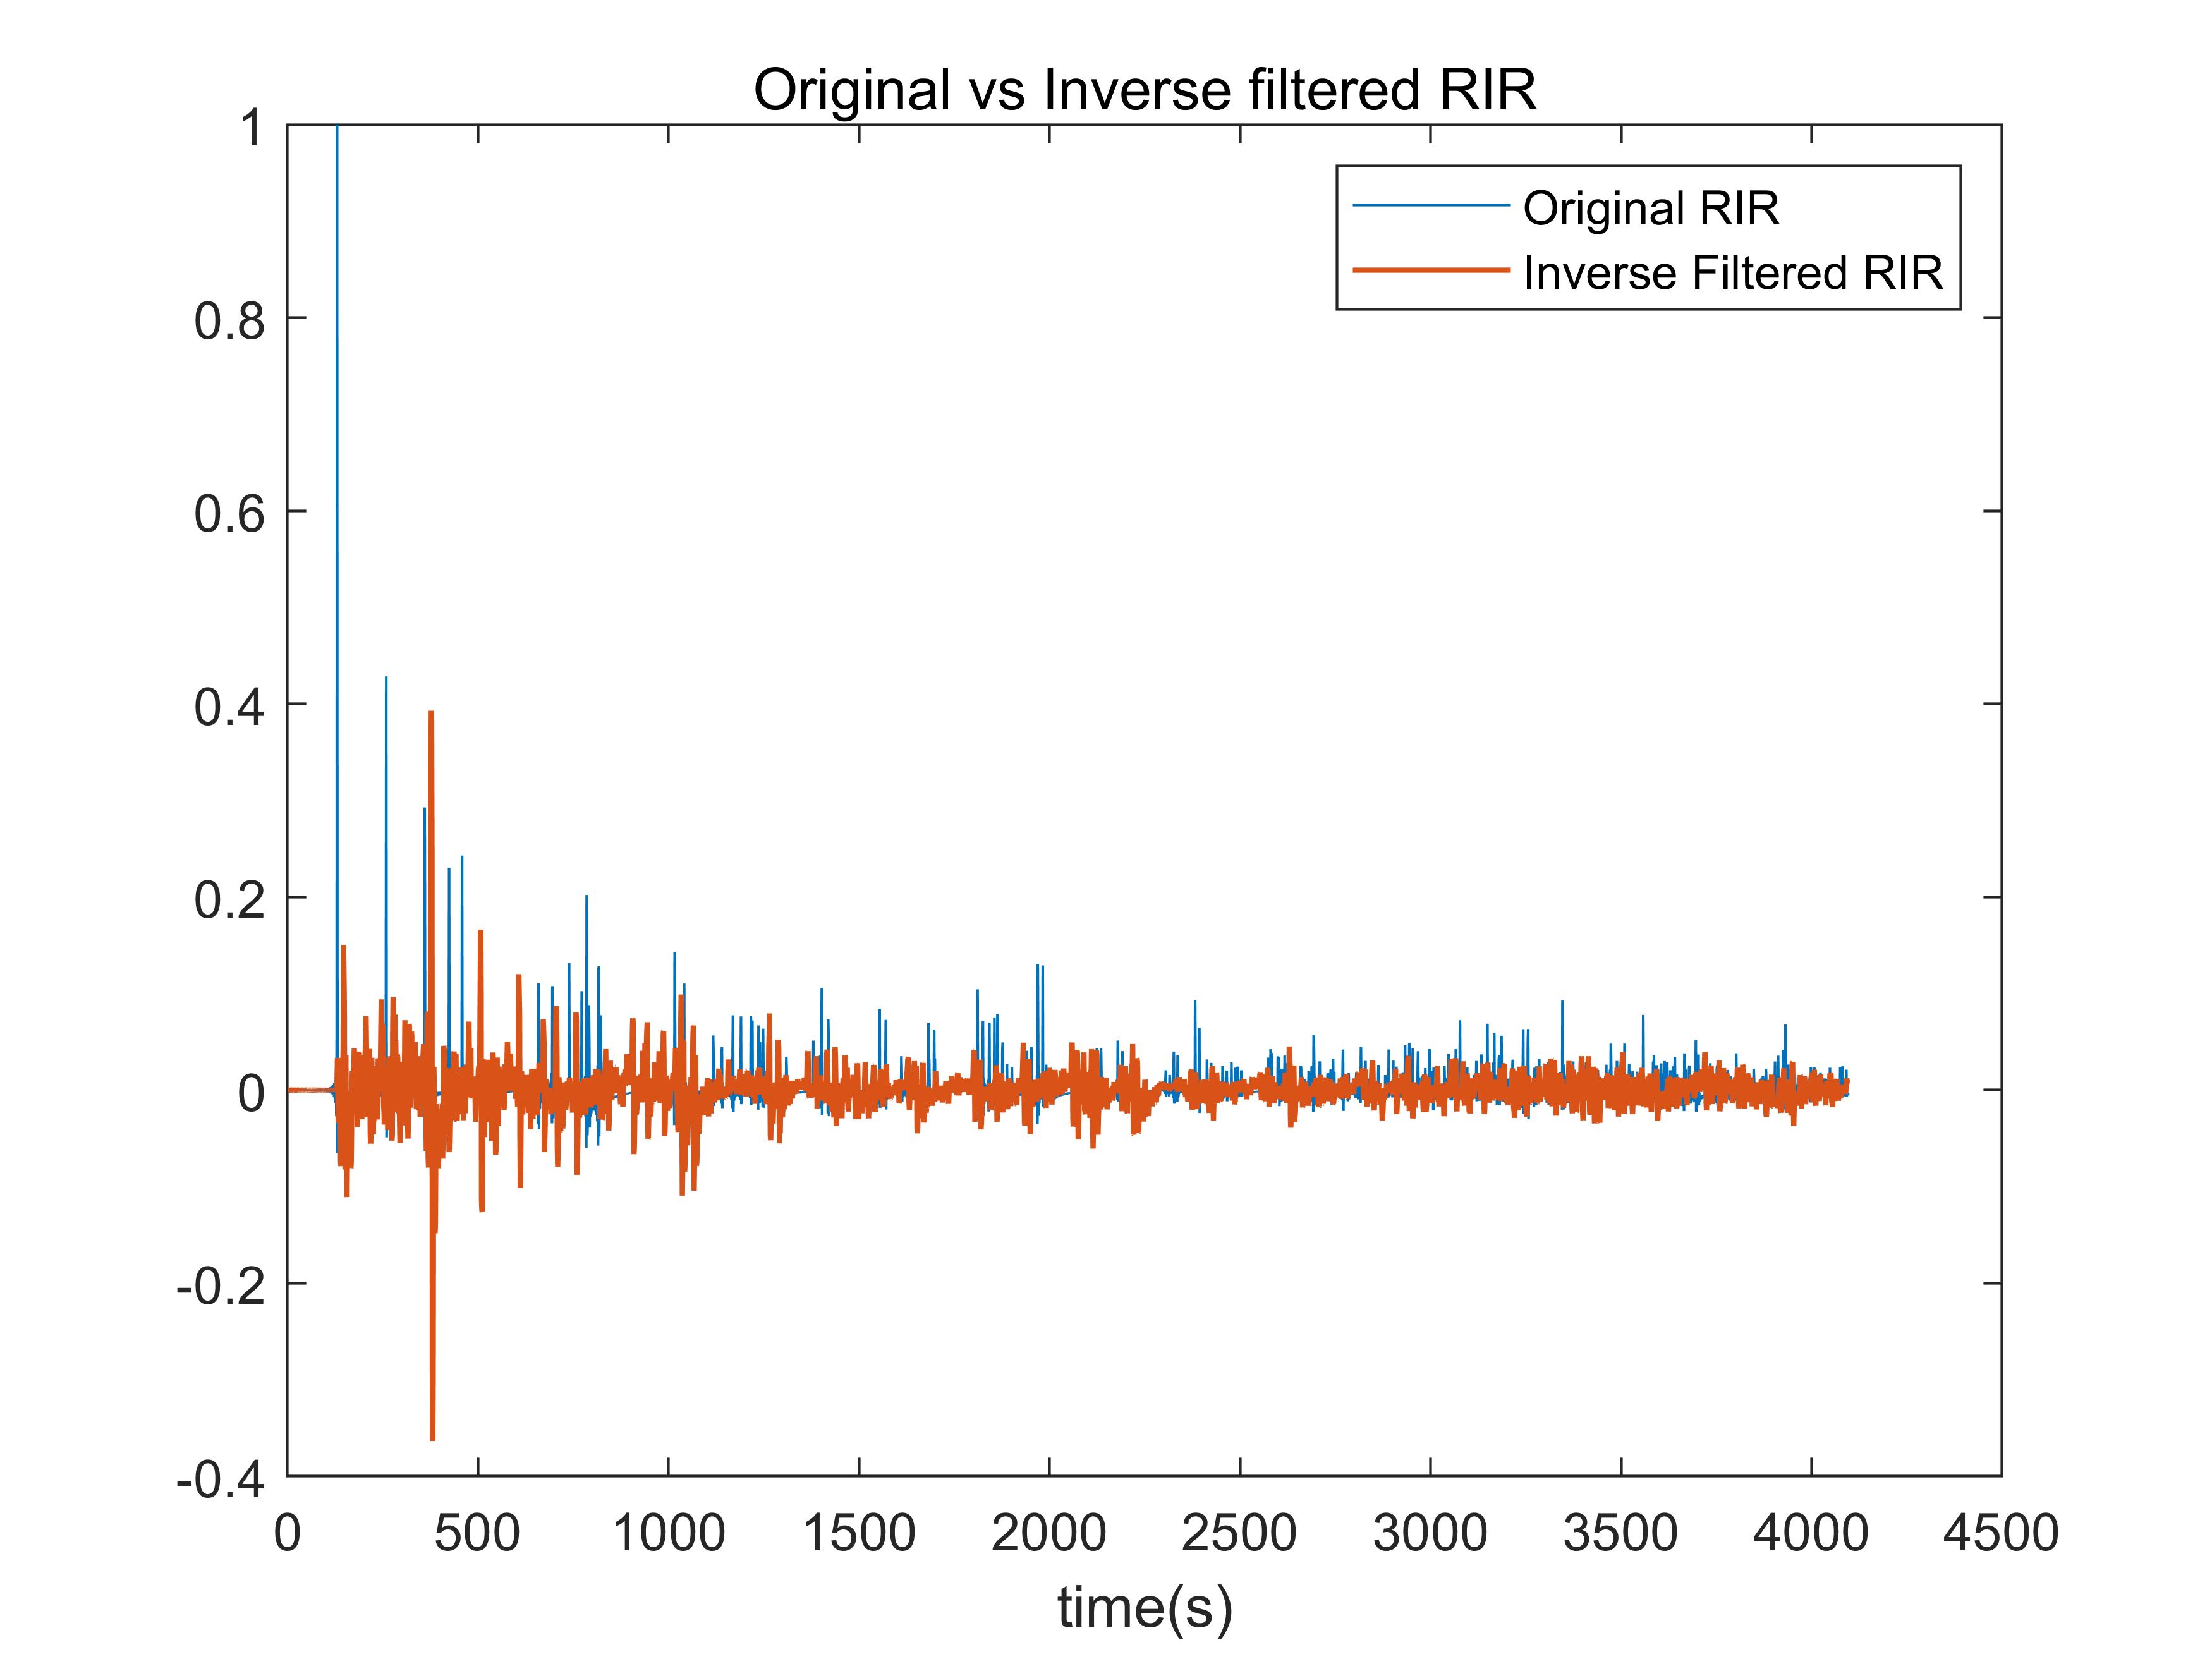 Original vs Inverse filtered RIR
1
0.8
0.6
0.4
0.2
0
-0.2
-0.4
Original RIR
Inverse Filtered RIR
0 500 1000 1500 2000 2500 3000 3500 4000 4500
time(s)